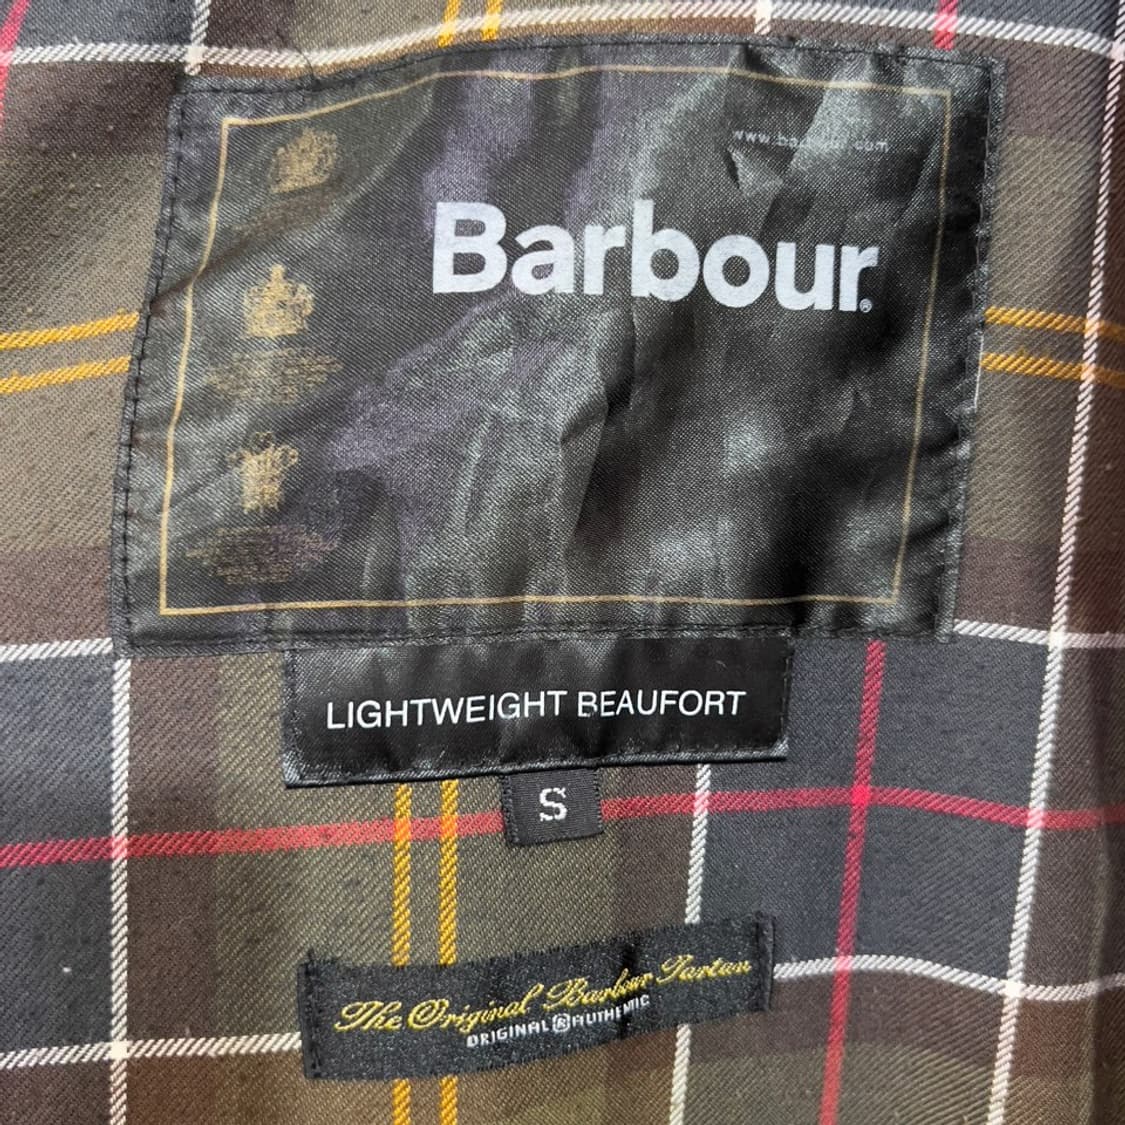 www.barbour.com
Barbour®
LIGHTWEIGHT BEAUFORT
S
The Original Barbour Tartan
ORIGINAL ® AUTHENTIC